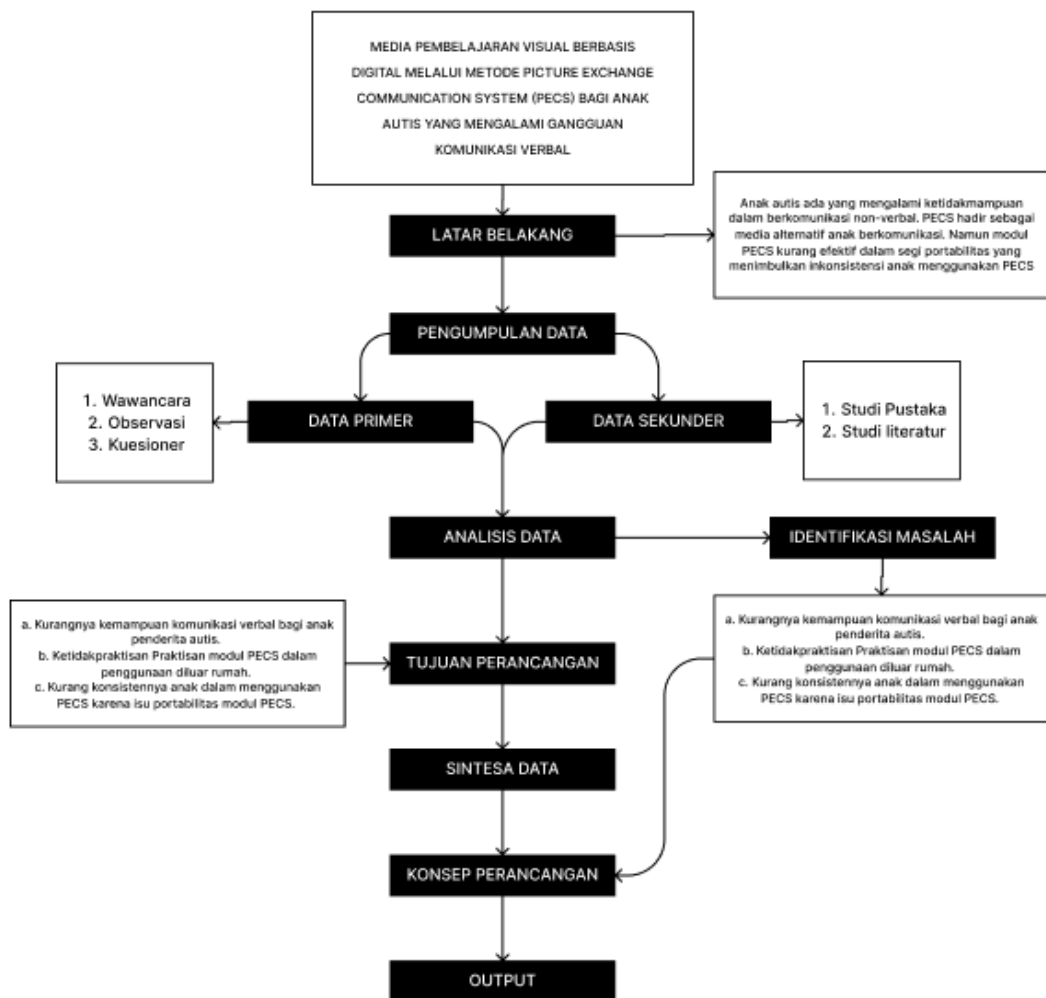 MEDIA PEMBELAJARAN VISUAL BERBASIS
DIGITAL MELALUI METODE PICTURE EXCHANGE
COMMUNICATION SYSTEM (PECS) BAGI ANAK
AUTIS YANG MENGALAMI GANGGUAN
KOMUNIKASI VERBAL
LATAR BELAKANG
Anak autis ada yang mengalami ketidakmampuan
dalam berkomunikasi non-verbal. PECS hadir sebagai
media alternatif anak berkomunikasi. Namun modul
PECS kurang efektif dalam segi portabilitas yang
menimbulkan inkonsistensi anak menggunakan PECS
PENGUMPULAN DATA
1. Wawancara
2. Observasi
3. Kuesioner
DATA PRIMER
DATA SEKUNDER
1. Studi Pustaka
2. Studi literatur
ANALISIS DATA
IDENTIFIKASI MASALAH
a. Kurangnya kemampuan komunikasi verbal bagi anak
penderita autis.
b. Ketidakpraktisan Praktisan modul PECS dalam
penggunaan diluar rumah.
c. Kurang konsistennya anak dalam menggunakan
PECS karena isu portabilitas modul PECS.
TUJUAN PERANCANGAN
a. Kurangnya kemampuan komunikasi verbal bagi anak
penderita autis.
b. Ketidakpraktisan Praktisan modul PECS dalam
penggunaan diluar rumah.
c. Kurang konsistennya anak dalam menggunakan
PECS karena isu portabilitas modul PECS.
SINTESA DATA
KONSEP PERANCANGAN
OUTPUT